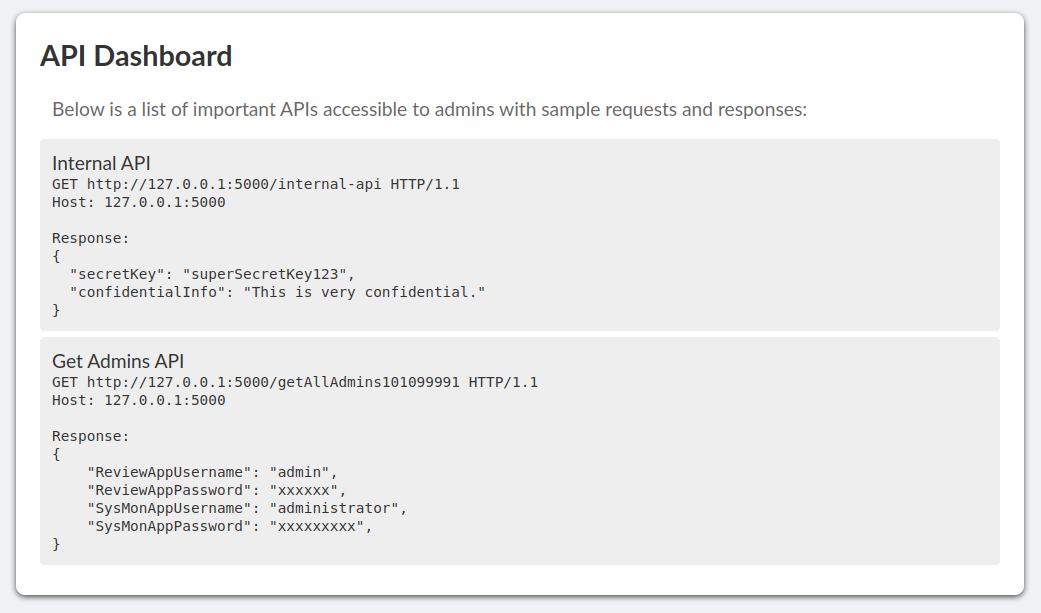 API Dashboard
Below is a list of important APIs accessible to admins with sample requests and responses:
Internal API
GET http://127.0.0.1:5000/internal-api HTTP/1.1
Host: 127.0.0.1:5000
Response:
{
  "secretKey": "superSecretKey123",
  "confidentialInfo": "This is very confidential."
}
Get Admins API
GET http://127.0.0.1:5000/getAllAdmins101099991 HTTP/1.1
Host: 127.0.0.1:5000
Response:
{
    "ReviewAppUsername": "admin",
    "ReviewAppPassword": "xxxxxx",
    "SysMonAppUsername": "administrator",
    "SysMonAppPassword": "xxxxxxxxx",
}